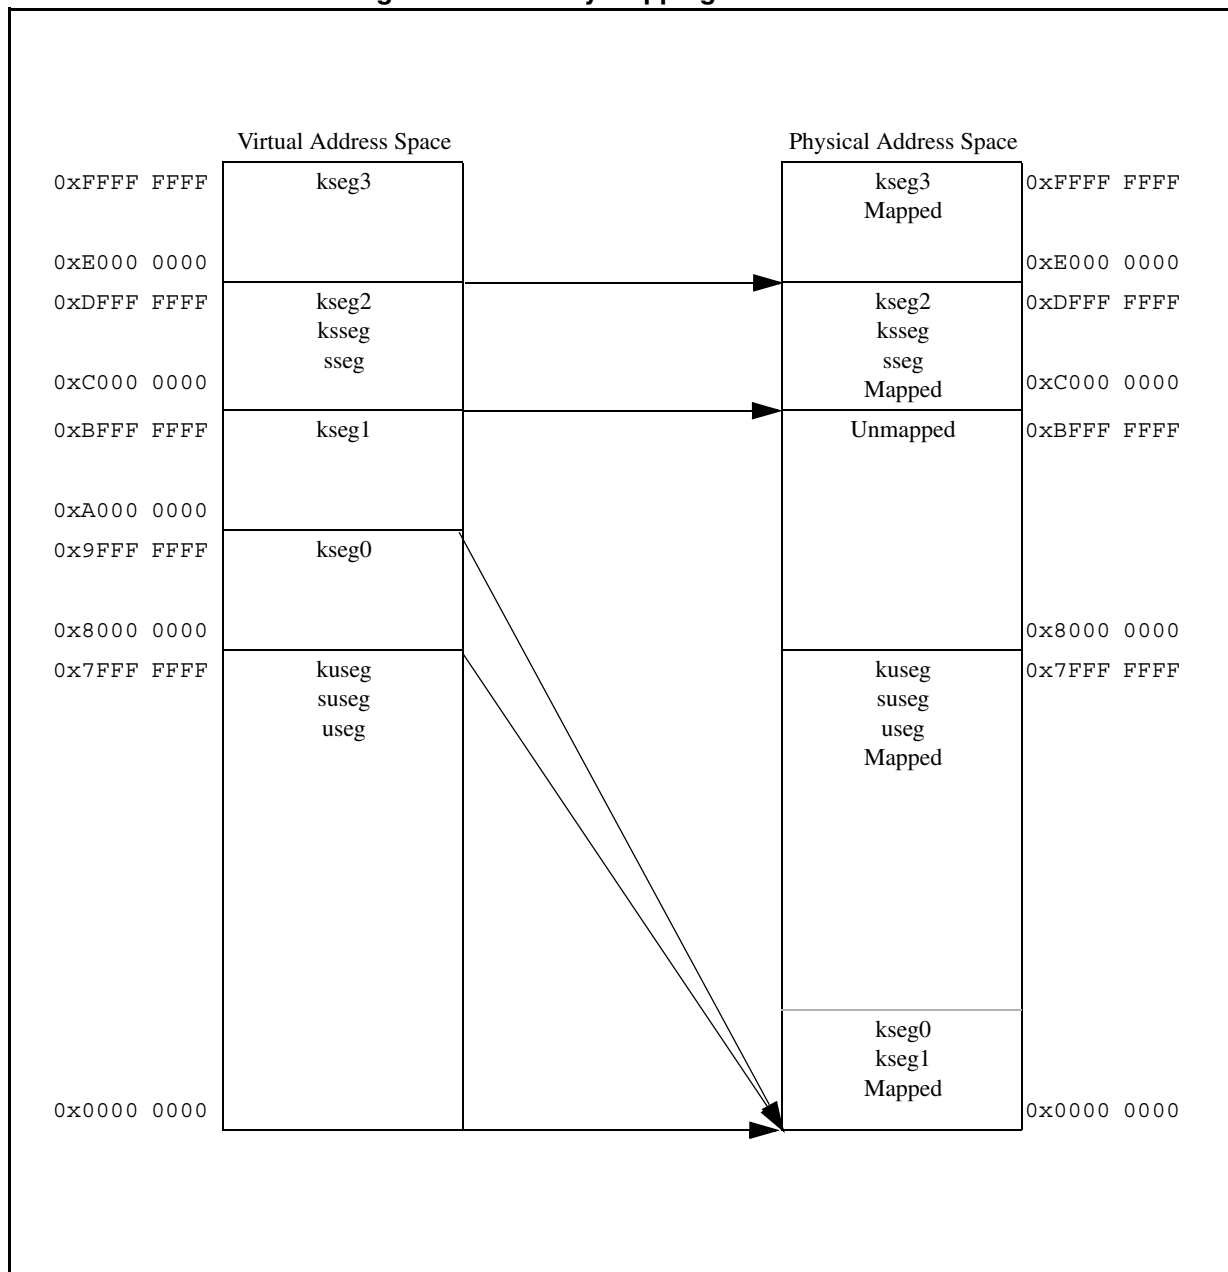 Virtual Address Space
Physical Address Space
0xFFFF FFFF
kseg3
kseg3
0xFFFF FFFF
Mapped
0xE000 0000
0xE000 0000
0xDFFF FFFF
kseg2
kseg2
0xDFFF FFFF
ksseg
ksseg
sseg
sseg
0xC000 0000
Mapped
0xC000 0000
0xBFFF FFFF
kseg1
Unmapped
0xBFFF FFFF
0xA000 0000
0x9FFF FFFF
kseg0
0x8000 0000
0x8000 0000
0x7FFF FFFF
kuseg
kuseg
0x7FFF FFFF
suseg
suseg
useg
useg
Mapped
kseg0
kseg1
Mapped
0x0000 0000
0x0000 0000